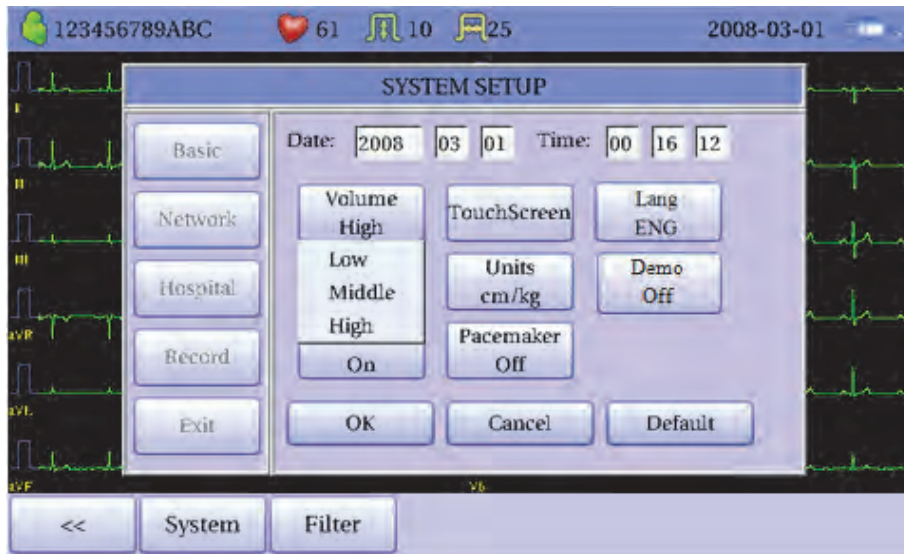 123456789ABC 61 10 25 2008-03-01
SYSTEM SETUP
Basic
Network
Hospital
Record
Exit
Date: 2008 03 01 Time: 00 16 12
Volume
High
TouchScreen
Lang
ENG
Low
Middle
High
Units
cm/kg
Demo
Off
On
Pacemaker
Off
OK
Cancel
Default
I
II
III
aVR
aVL
aVF
V6
<<
System
Filter